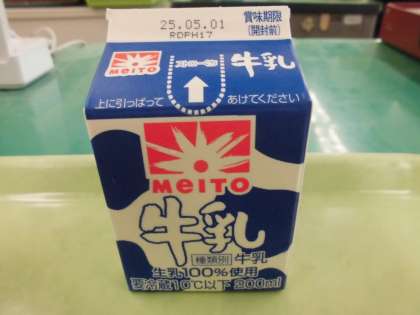 25.05.01
RDPH17
賞味期限
(開封前)
MEITO
牛乳
上に引っぱって
あけてください
MEITO
牛乳
種類別 牛乳
生乳100%使用
要冷蔵10℃以下 200ml